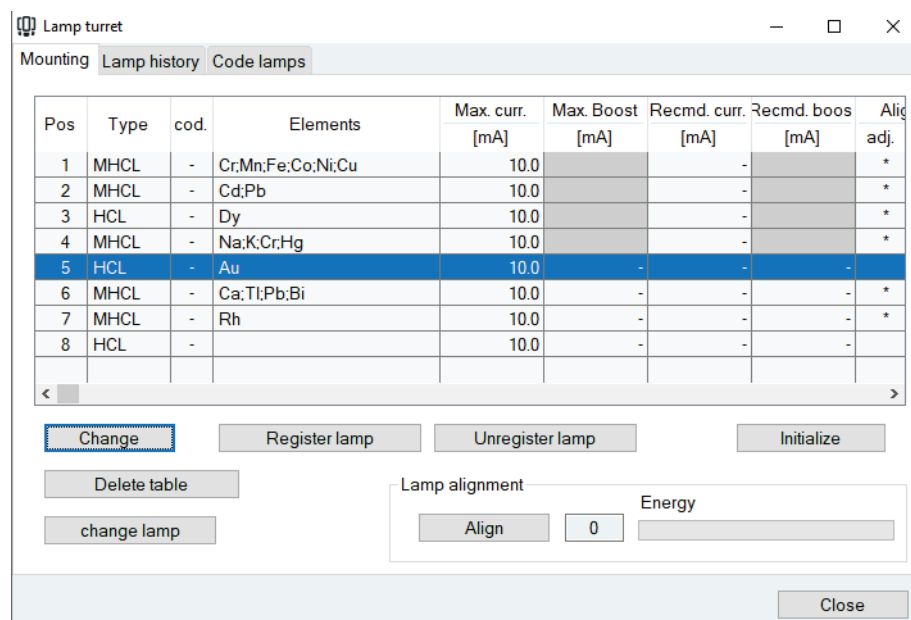 Lamp turret
Mounting Lamp history Code lamps
Pos Type cod. Elements Max. curr. [mA] Max. Boost [mA] Recmd. curr. [mA] Recmd. boos [mA] Alig adj.
1 MHCL - Cr;Mn;Fe;Co;Ni;Cu 10.0 - *
2 MHCL - Cd;Pb 10.0 - *
3 HCL - Dy 10.0 - *
4 MHCL - Na;K;Cr;Hg 10.0 - *
5 HCL - Au 10.0 - - -
6 MHCL - Ca;Tl;Pb;Bi 10.0 - - - *
7 MHCL - Rh 10.0 - - - *
8 HCL - 10.0 - - -
Change Register lamp Unregister lamp Initialize
Delete table
change lamp
Lamp alignment
Energy
Align 0
Close